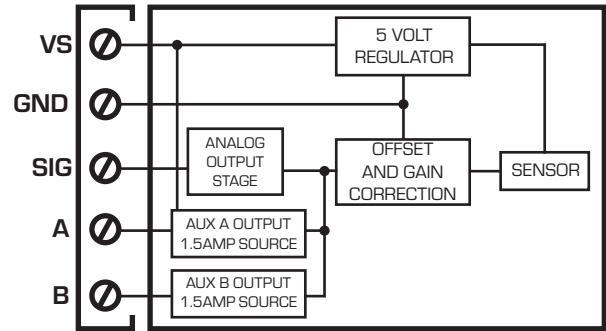 VS
5 VOLT
REGULATOR
GND
SIG
ANALOG
OUTPUT
STAGE
OFFSET
AND GAIN
CORRECTION
SENSOR
A
AUX A OUTPUT
1.5AMP SOURCE
B
AUX B OUTPUT
1.5AMP SOURCE